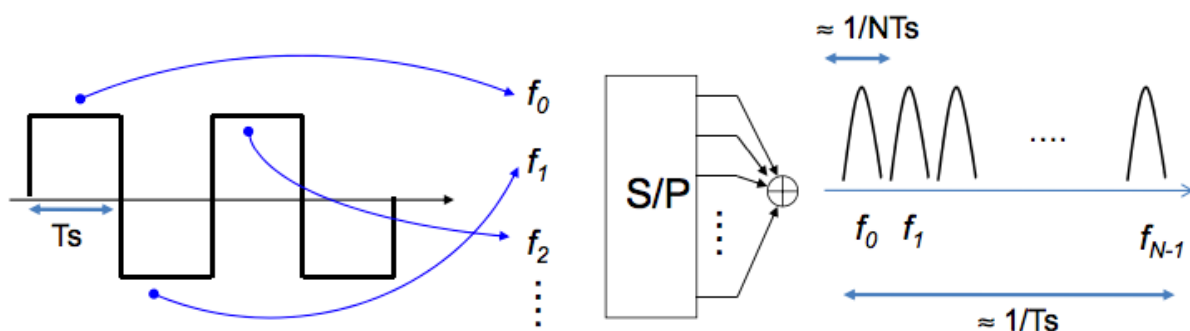 Ts
f0
f1
f2
⋮
S/P
⋮
≈ 1/NTs
....
f0 f1 fN-1
≈ 1/Ts